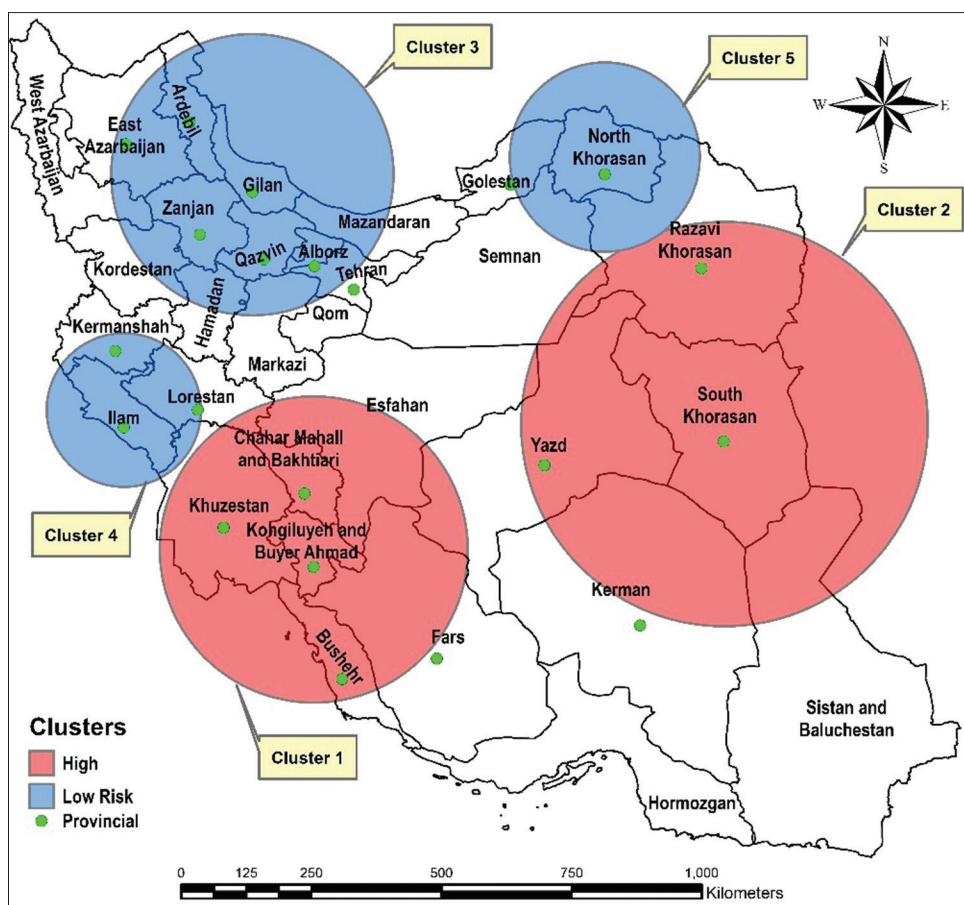 Cluster 3
Cluster 5
N
W
E
S
West Azarbaijan
East
Azarbaijan
Ardebil
Gilan
Zanjan
Qazvin
Alborz
Mazandaran
Tehran
Golestan
North
Khorasan
Cluster 2
Razavi
Khorasan
Semnan
Kordestan
Hamadan
Qom
Kermanshah
Markazi
Lorestan
Ilam
Esfahan
South
Khorasan
Chahar Mahall
and Bakhtiari
Yazd
Khuzestan
Cluster 4
Kohgiluyeh and
Buyer Ahmad
Kerman
Fars
Bushehr
Sistan and
Baluchestan
Cluster 1
Hormozgan
Clusters
High
Low Risk
Provincial
0 125 250 500 750 1,000
Kilometers